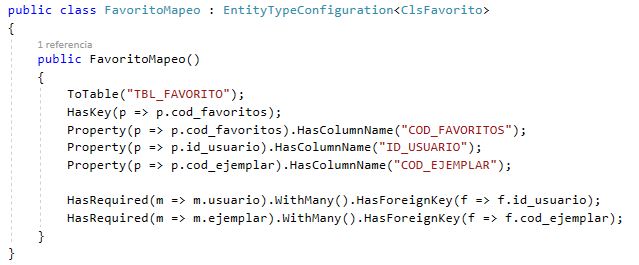 public class FavoritoMapeo : EntityTypeConfiguration<ClsFavorito>
{
1 referencia
public FavoritoMapeo()
{
ToTable("TBL_FAVORITO");
HasKey(p => p.cod_favoritos);
Property(p => p.cod_favoritos).HasColumnName("COD_FAVORITOS");
Property(p => p.id_usuario).HasColumnName("ID_USUARIO");
Property(p => p.cod_ejemplar).HasColumnName("COD_EJEMPLAR");
HasRequired(m => m.usuario).WithMany().HasForeignKey(f => f.id_usuario);
HasRequired(m => m.ejemplar).WithMany().HasForeignKey(f => f.cod_ejemplar);
}
}